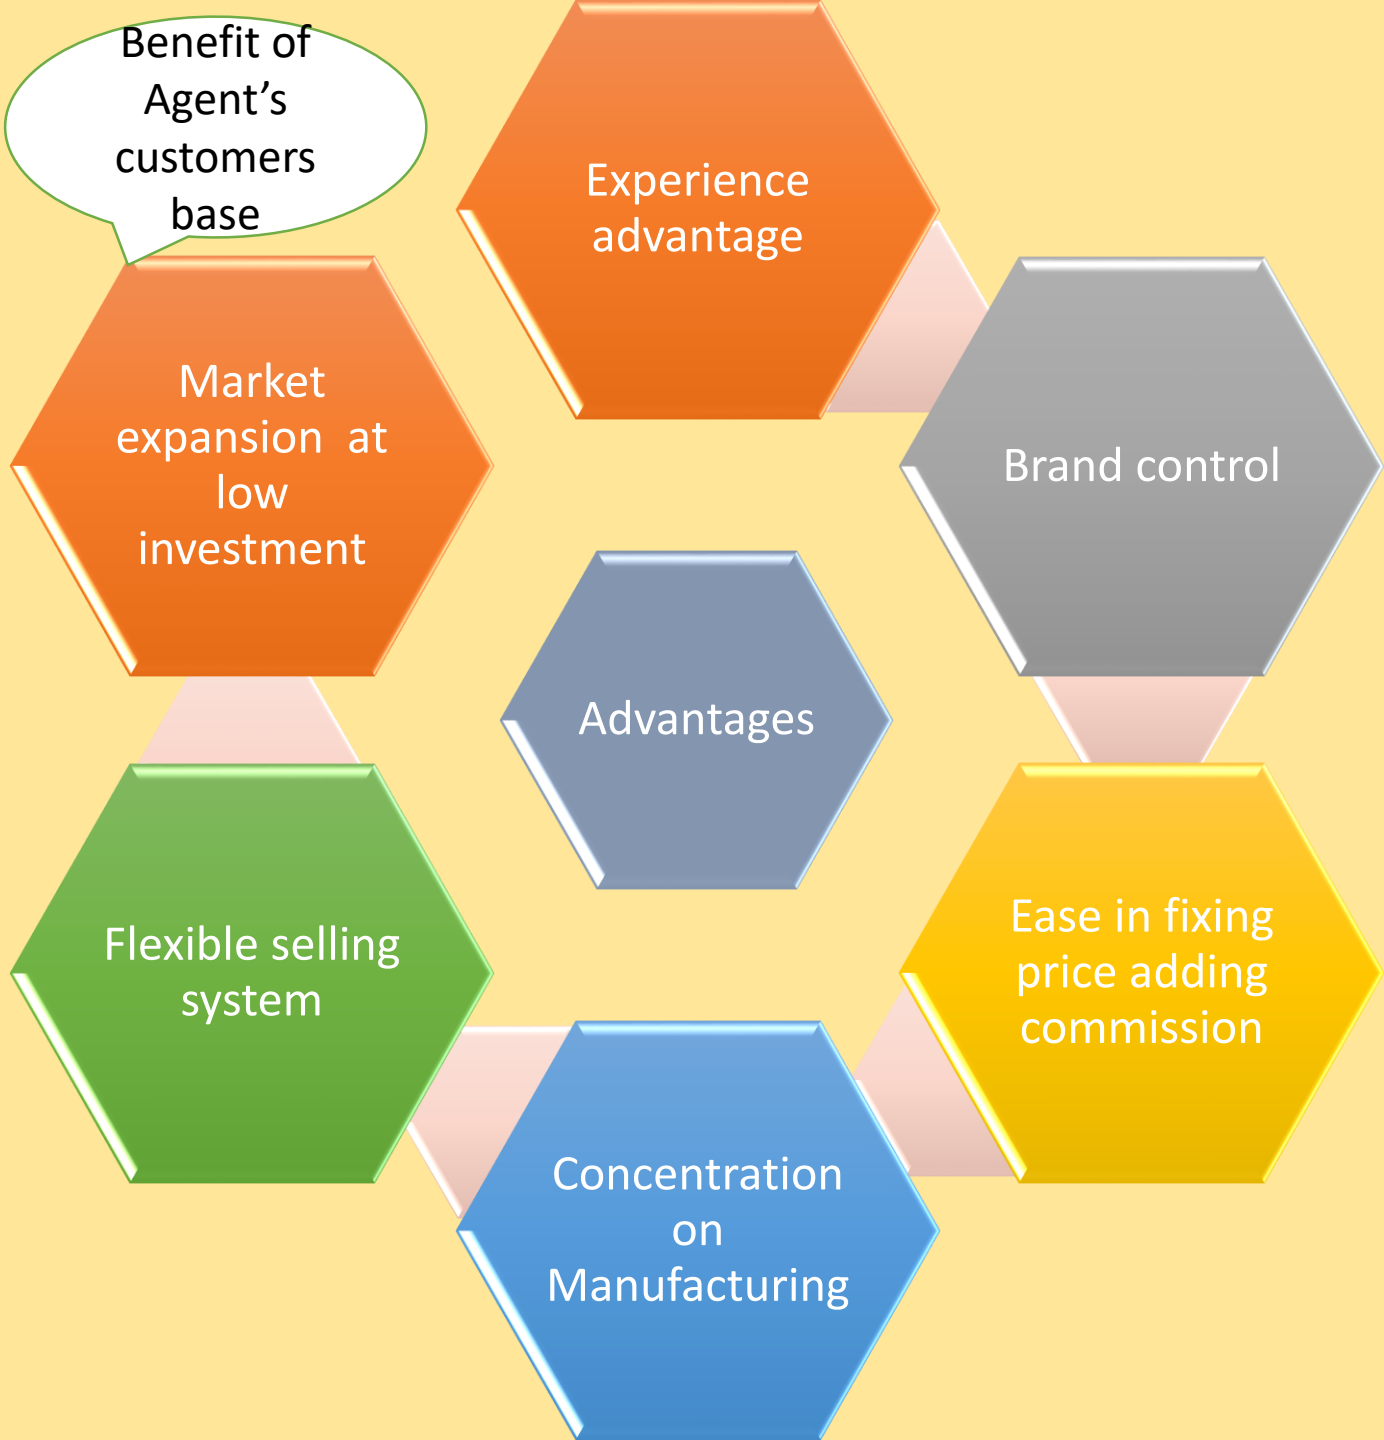 Benefit of
Agent’s
customers
base
Experience
advantage
Market
expansion  at
low
investment
Brand control
Advantages
Flexible selling
system
Ease in fixing
price adding
commission
Concentration
on
Manufacturing